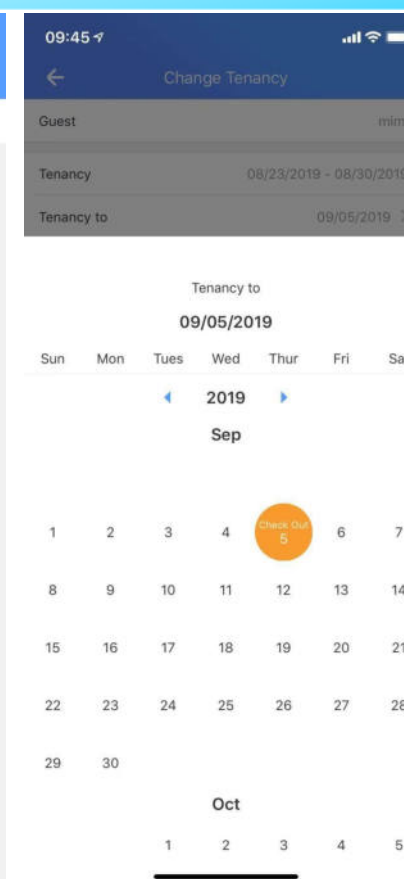 09:45
Change Tenancy
Guest mim
Tenancy 08/23/2019 - 08/30/2019
Tenancy to 09/05/2019
Tenancy to
09/05/2019
Sun Mon Tues Wed Thur Fri Sa
2019
Sep
1 2 3 4 Check Out 5 6 7
8 9 10 11 12 13 14
15 16 17 18 19 20 21
22 23 24 25 26 27 28
29 30
Oct
1 2 3 4 5